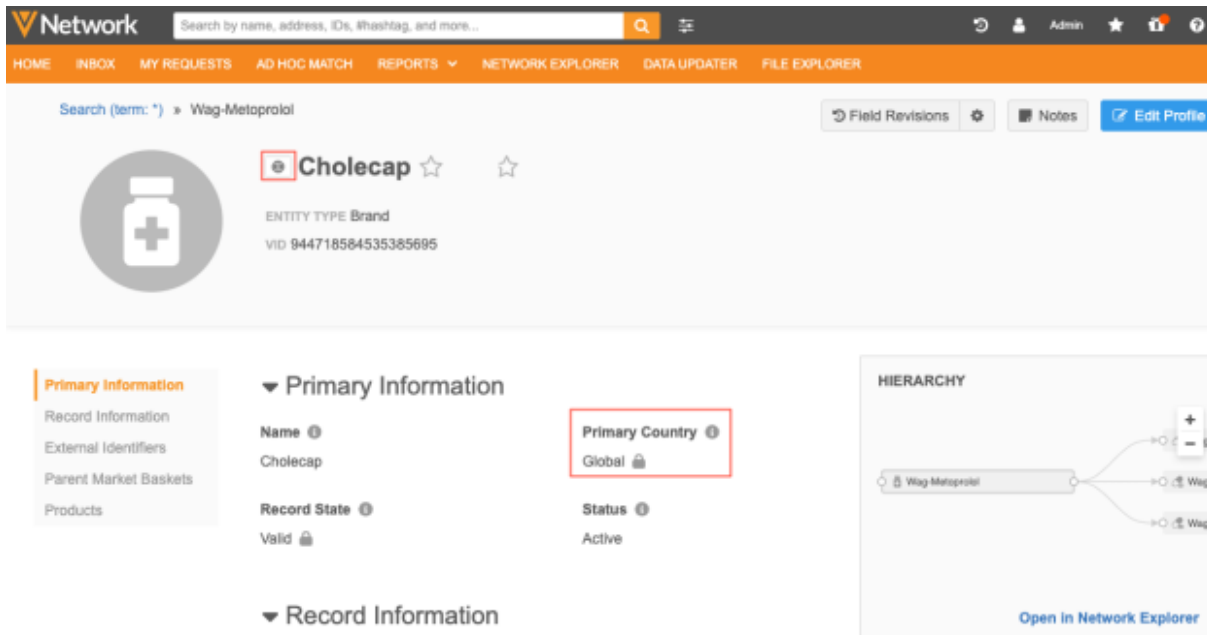 Network Search by name, address, IDs, #hashtag, and more... Admin
HOME INBOX MY REQUESTS AD HOC MATCH REPORTS NETWORK EXPLORER DATA UPDATER FILE EXPLORER
Search (term: *) » Wag-Metoprolol
Field Revisions Notes Edit Profile
Cholecap
ENTITY TYPE Brand
VID 944718584535385695
Primary Information
Record Information
External Identifiers
Parent Market Baskets
Products
Primary Information
Name Primary Country
Cholecap Global
Record State Status
Valid Active
Record Information
HIERARCHY
+
−
Wag-Metoprolol
Wag
Wag
Open in Network Explorer